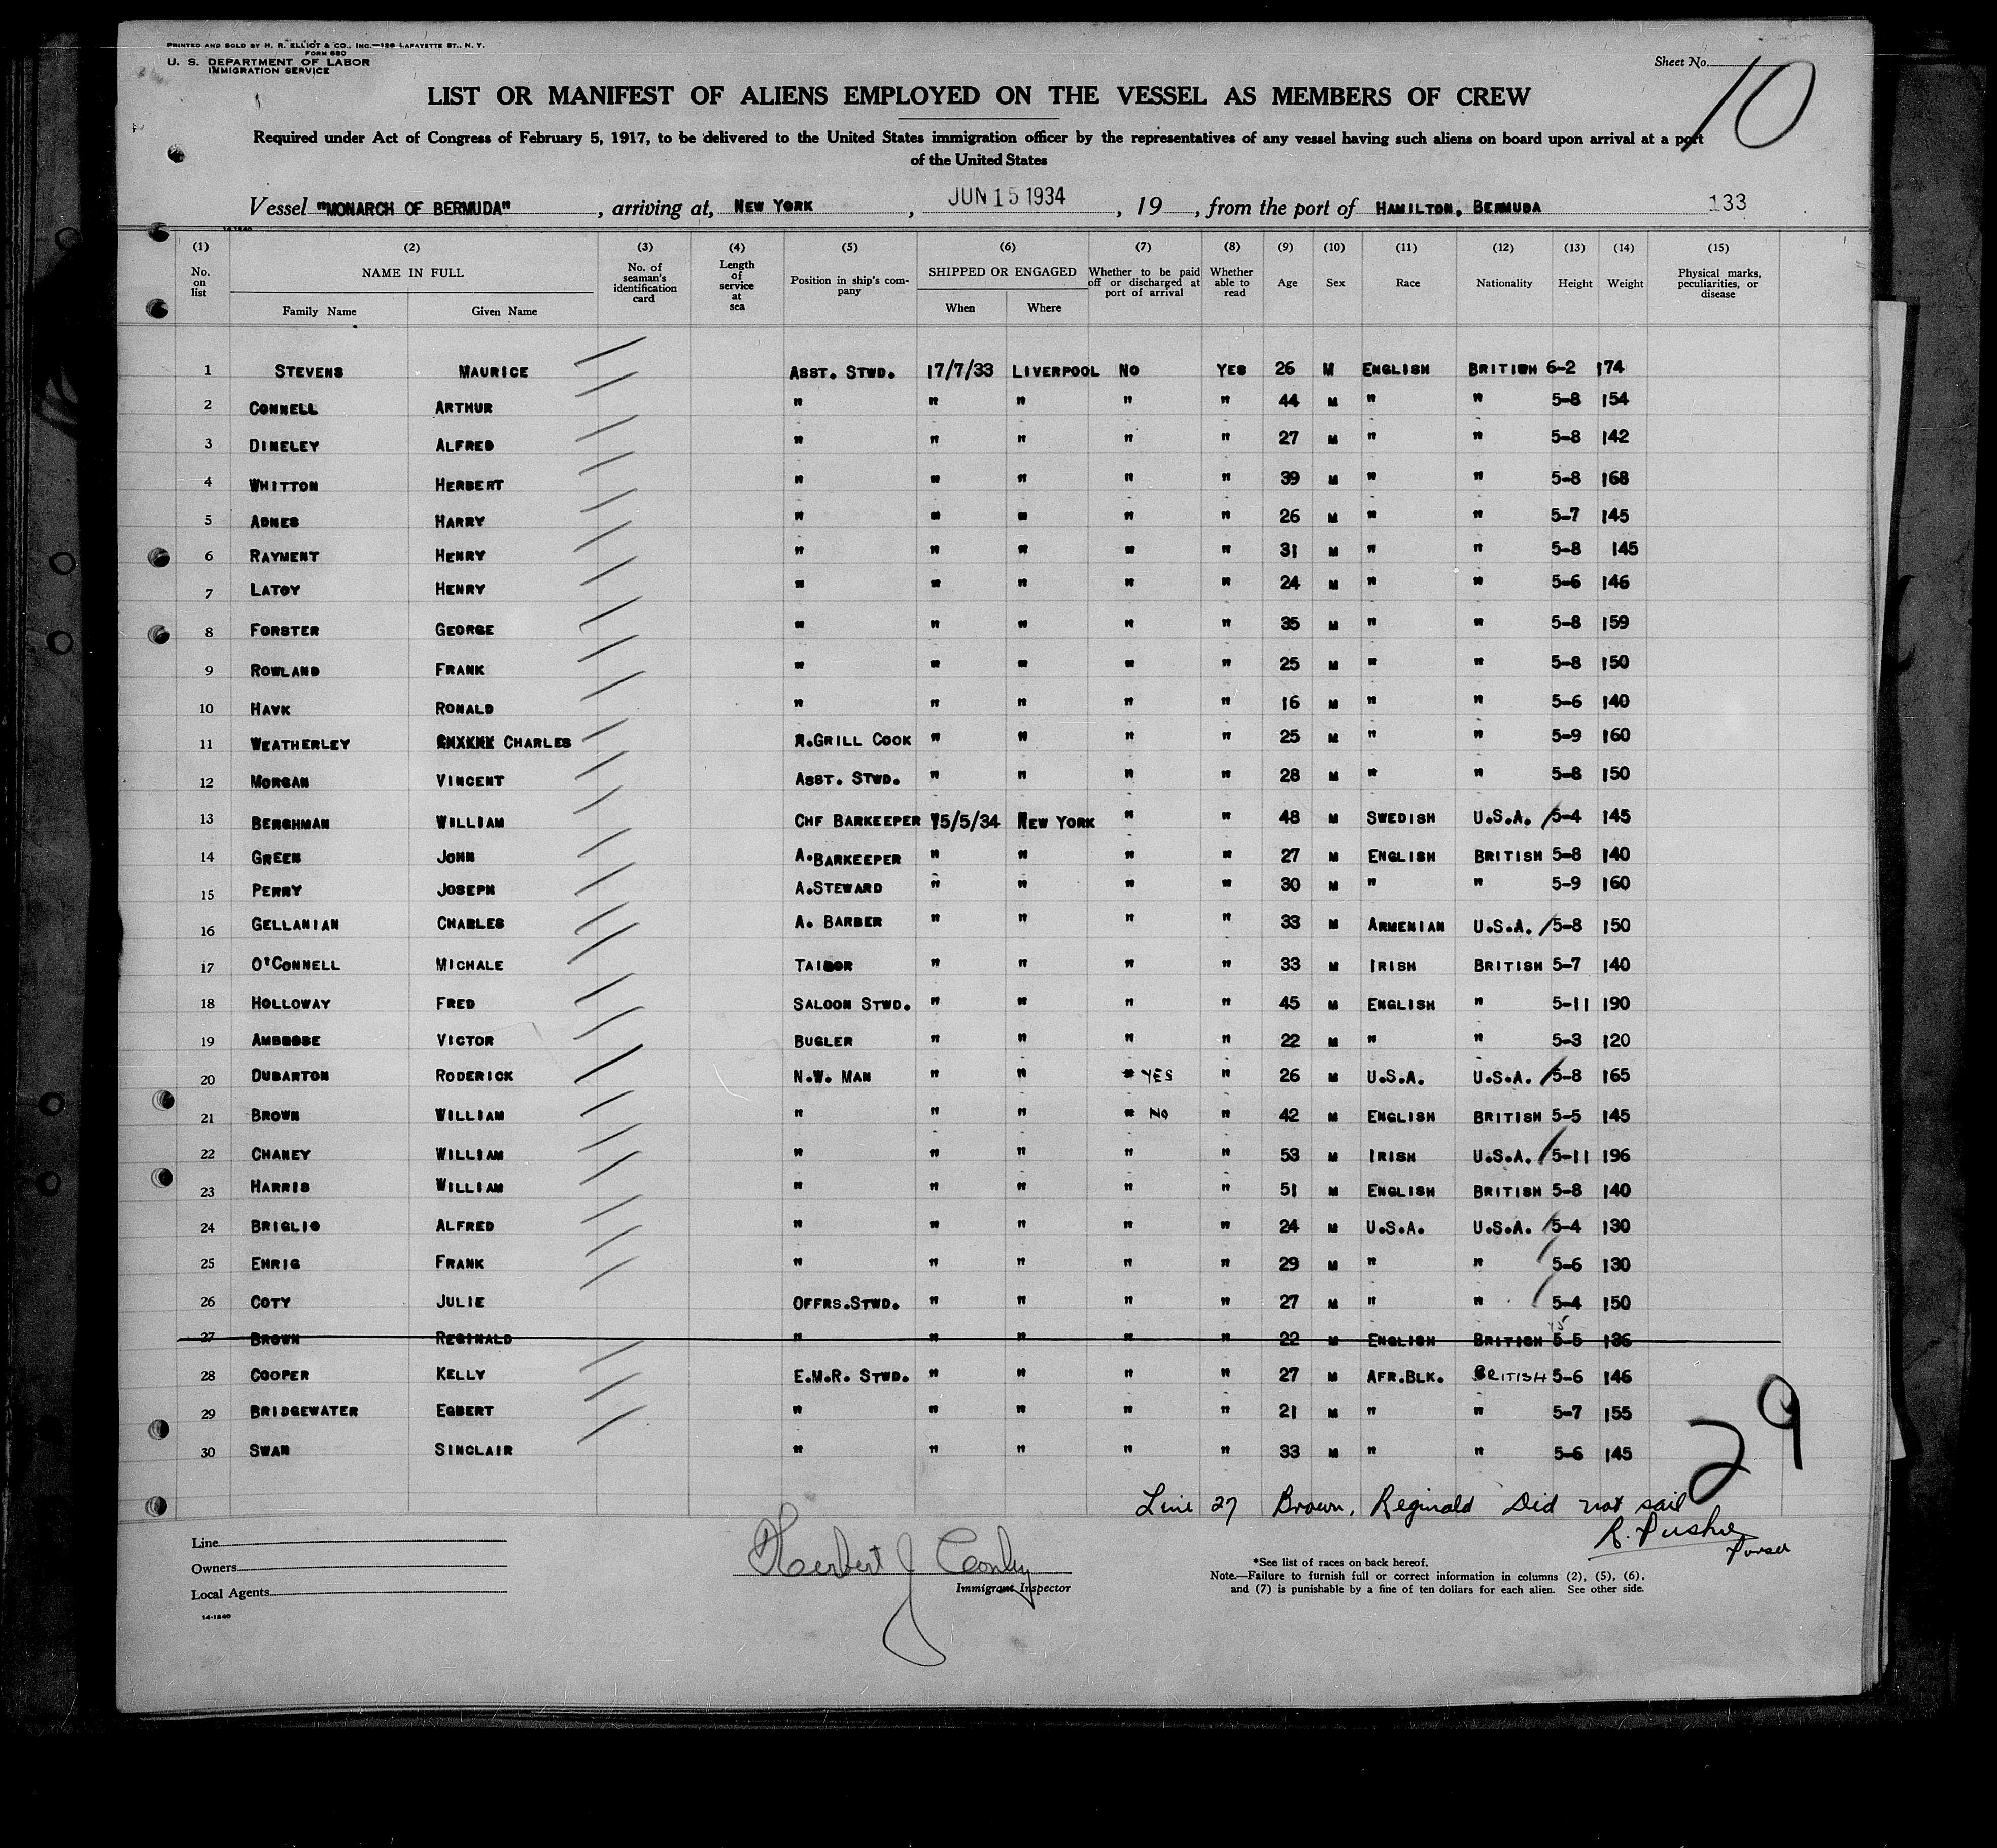 PRINTED AND SOLD BY H. R. ELLIOT & CO., INC.—129 LAFAYETTE ST., N. Y.
FORM 680
U. S. DEPARTMENT OF LABOR
IMMIGRATION SERVICE
Sheet No. 10
LIST OR MANIFEST OF ALIENS EMPLOYED ON THE VESSEL AS MEMBERS OF CREW
Required under Act of Congress of February 5, 1917, to be delivered to the United States immigration officer by the representatives of any vessel having such aliens on board upon arrival at a port
of the United States
Vessel "MONARCH OF BERMUDA", arriving at, NEW YORK, JUN 15 1934, 19, from the port of HAMILTON, BERMUDA 133
(1) (2) (3) (4) (5) (6) (7) (8) (9) (10) (11) (12) (13) (14) (15)
No. on list NAME IN FULL Family Name Given Name No. of seaman's identification card Length of service at sea Position in ship's company SHIPPED OR ENGAGED When Where Whether to be paid off or discharged at port of arrival Whether able to read Age Sex Race Nationality Height Weight Physical marks, peculiarities, or disease
1 STEVENS MAURICE ASST. STWD. 17/7/33 LIVERPOOL NO YES 26 M ENGLISH BRITISH 6-2 174
2 CONNELL ARTHUR " " " " " 44 M " " 5-8 154
3 DINELEY ALFRED " " " " " 27 M " " 5-8 142
4 WHITTON HERBERT " " " " " 39 M " " 5-8 168
5 ADNES HARRY " " " " " 26 M " " 5-7 145
6 RAYMENT HENRY " " " " " 31 M " " 5-8 145
7 LATOY HENRY " " " " " 24 M " " 5-6 146
8 FORSTER GEORGE " " " " " 35 M " " 5-8 159
9 ROWLAND FRANK " " " " " 25 M " " 5-8 150
10 HAVK RONALD " " " " " 16 M " " 5-6 140
11 WEATHERLEY CHARLES R.GRILL COOK " " " " 25 M " " 5-9 160
12 MORGAN VINCENT ASST. STWD. " " " " 28 M " " 5-8 150
13 BERGHMAN WILLIAM CHF BARKEEPER 15/5/34 NEW YORK " " 48 M SWEDISH U.S.A. 5-4 145
14 GREEN JOHN A.BARKEEPER " " " " 27 M ENGLISH BRITISH 5-8 140
15 PERRY JOSEPH A.STEWARD " " " " 30 M " " 5-9 160
16 GELLANIAN CHARLES A. BARBER " " " " 33 M ARMENIAN U.S.A. 5-8 150
17 O'CONNELL MICHALE TAILOR " " " " 33 M IRISH BRITISH 5-7 140
18 HOLLOWAY FRED SALOON STWD. " " " " 45 M ENGLISH " 5-11 190
19 AMBROSE VICTOR BUGLER " " " " 22 M " " 5-3 120
20 DUBARTON RODERICK N.W. MAN " " " YES " 26 M U.S.A. U.S.A. 5-8 165
21 BROWN WILLIAM " " " " NO " 42 M ENGLISH BRITISH 5-5 145
22 CHANEY WILLIAM " " " " " 53 M IRISH U.S.A. 5-11 196
23 HARRIS WILLIAM " " " " " 51 M ENGLISH BRITISH 5-8 140
24 BRIGLIO ALFRED " " " " " 24 M U.S.A. U.S.A. 5-4 130
25 EHRIG FRANK " " " " " 29 M " " 5-6 130
26 COTY JULIE OFFRS.STWD. " " " " 27 M " " 5-4 150
27 BROWN REGINALD " " " " " 22 M ENGLISH BRITISH 5-5 136
28 COOPER KELLY E.M.R. STWD. " " " " 27 M AFR.BLK. BRITISH 5-6 146
29 BRIDGEWATER EGBERT " " " " " 21 M " " 5-7 155
30 SWAN SINCLAIR " " " " " 33 M " " 5-6 145
29
Line 27 Brown, Reginald Did not sail
Purser
Line
Owners
Local Agents
14-1240
Herbert J Conly
Immigrant Inspector
*See list of races on back hereof.
Note.—Failure to furnish full or correct information in columns (2), (5), (6),
and (7) is punishable by a fine of ten dollars for each alien. See other side.